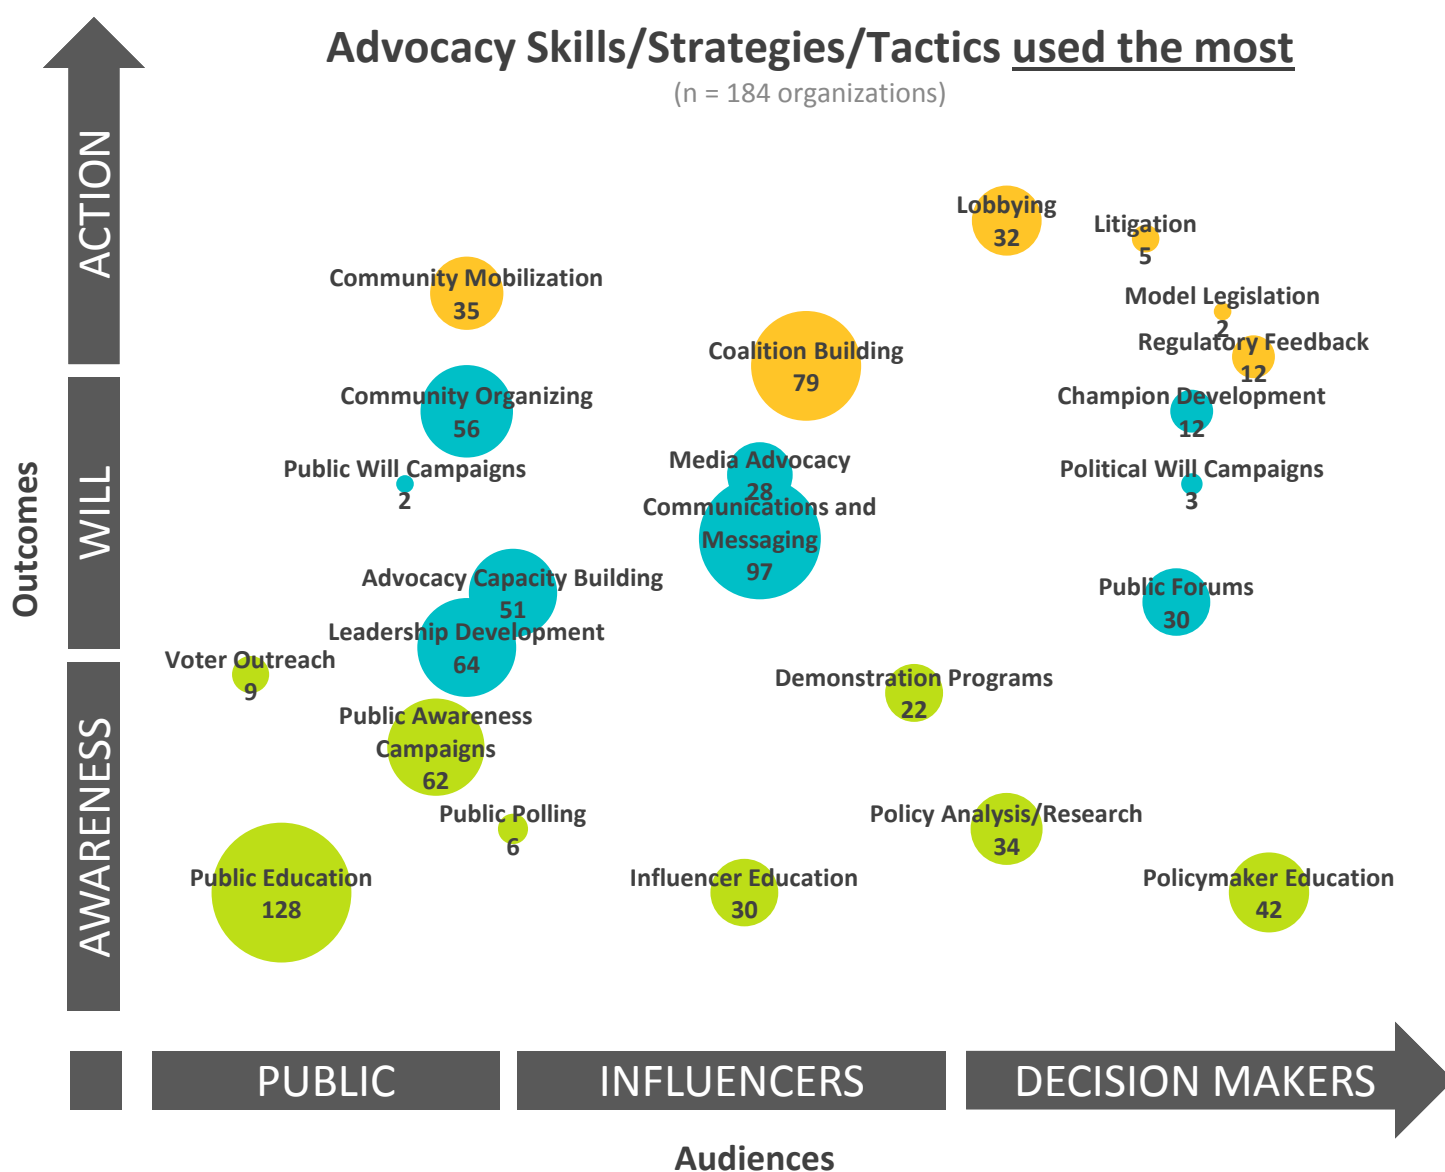 Advocacy Skills/Strategies/Tactics used the most
(n = 184 organizations)
Outcomes
ACTION
WILL
AWARENESS
Lobbying
32
Litigation
5
Community Mobilization
35
Model Legislation
2
Regulatory Feedback
12
Coalition Building
79
Community Organizing
56
Champion Development
12
Public Will Campaigns
2
Media Advocacy
28
Political Will Campaigns
3
Communications and
Messaging
97
Advocacy Capacity Building
51
Public Forums
30
Leadership Development
64
Voter Outreach
9
Demonstration Programs
22
Public Awareness
Campaigns
62
Public Polling
6
Policy Analysis/Research
34
Public Education
128
Influencer Education
30
Policymaker Education
42
PUBLIC
INFLUENCERS
DECISION MAKERS
Audiences